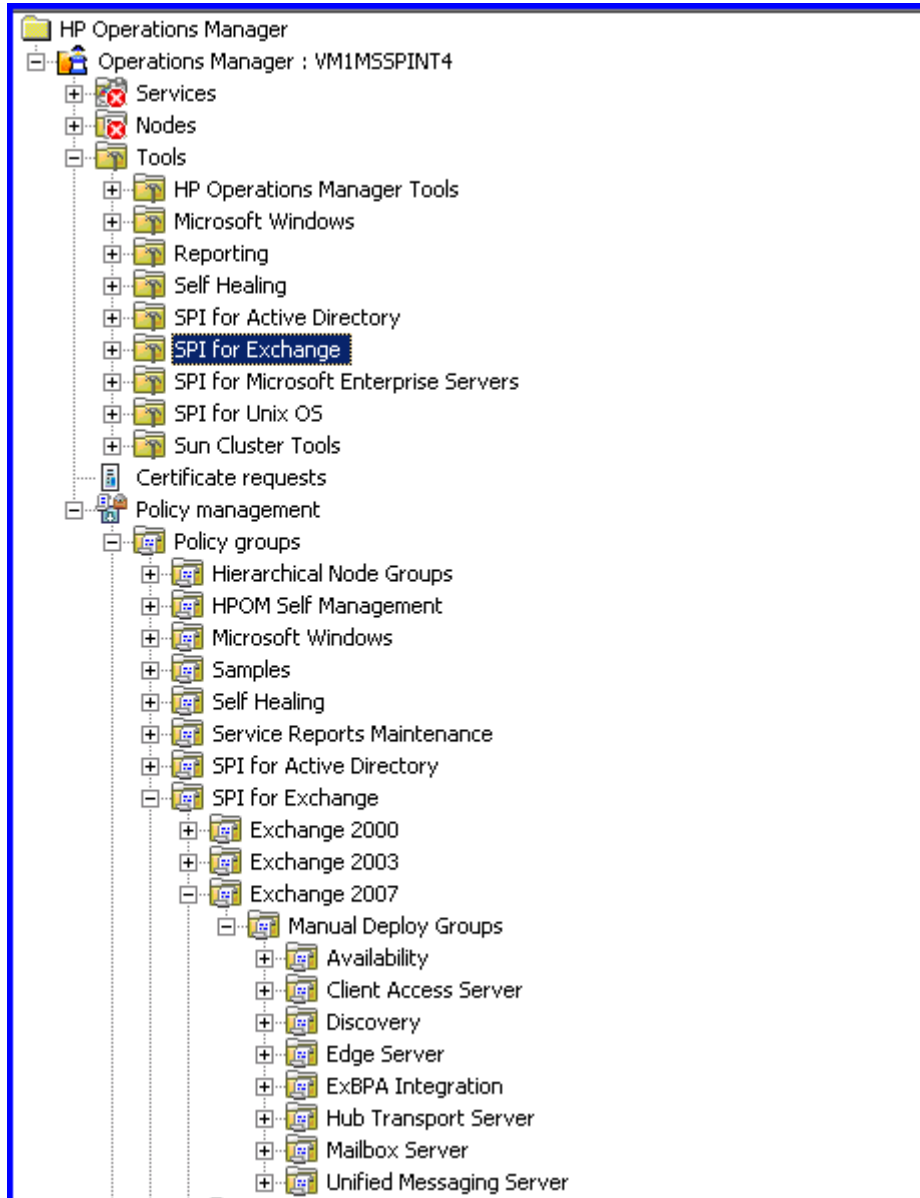 HP Operations Manager
Operations Manager : VM1MSSPINT4
Services
Nodes
Tools
HP Operations Manager Tools
Microsoft Windows
Reporting
Self Healing
SPI for Active Directory
SPI for Exchange
SPI for Microsoft Enterprise Servers
SPI for Unix OS
Sun Cluster Tools
Certificate requests
Policy management
Policy groups
Hierarchical Node Groups
HPOM Self Management
Microsoft Windows
Samples
Self Healing
Service Reports Maintenance
SPI for Active Directory
SPI for Exchange
Exchange 2000
Exchange 2003
Exchange 2007
Manual Deploy Groups
Availability
Client Access Server
Discovery
Edge Server
ExBPA Integration
Hub Transport Server
Mailbox Server
Unified Messaging Server